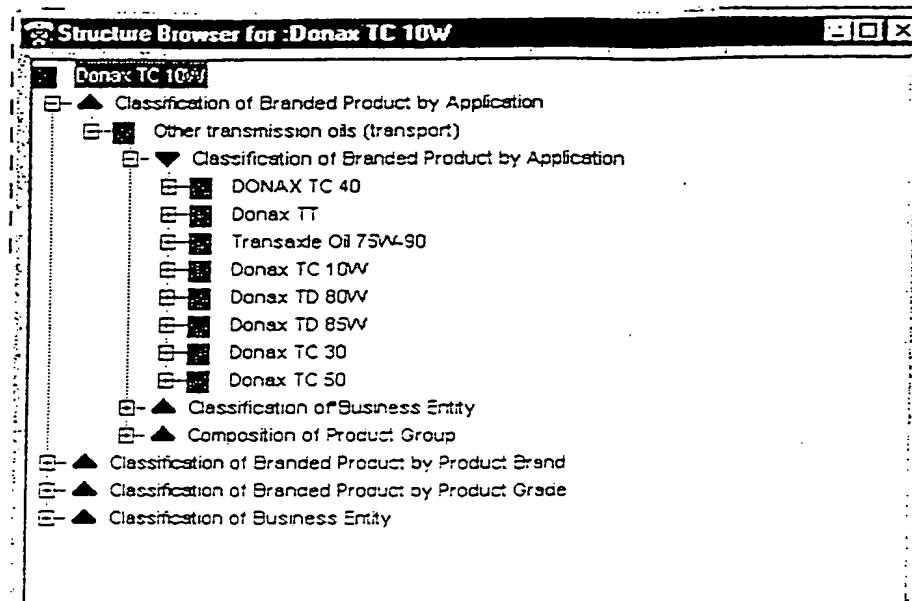 Structure Browser for :Donax TC 10W
Donax TC 10W
Classification of Branded Product by Application
Other transmission oils (transport)
Classification of Branded Product by Application
DONAX TC 40
Donax TT
Transaxle Oil 75W-90
Donax TC 10W
Donax TD 80W
Donax TD 85W
Donax TC 30
Donax TC 50
Classification of Business Entity
Composition of Product Group
Classification of Branded Product by Product Brand
Classification of Branded Product by Product Grade
Classification of Business Entity